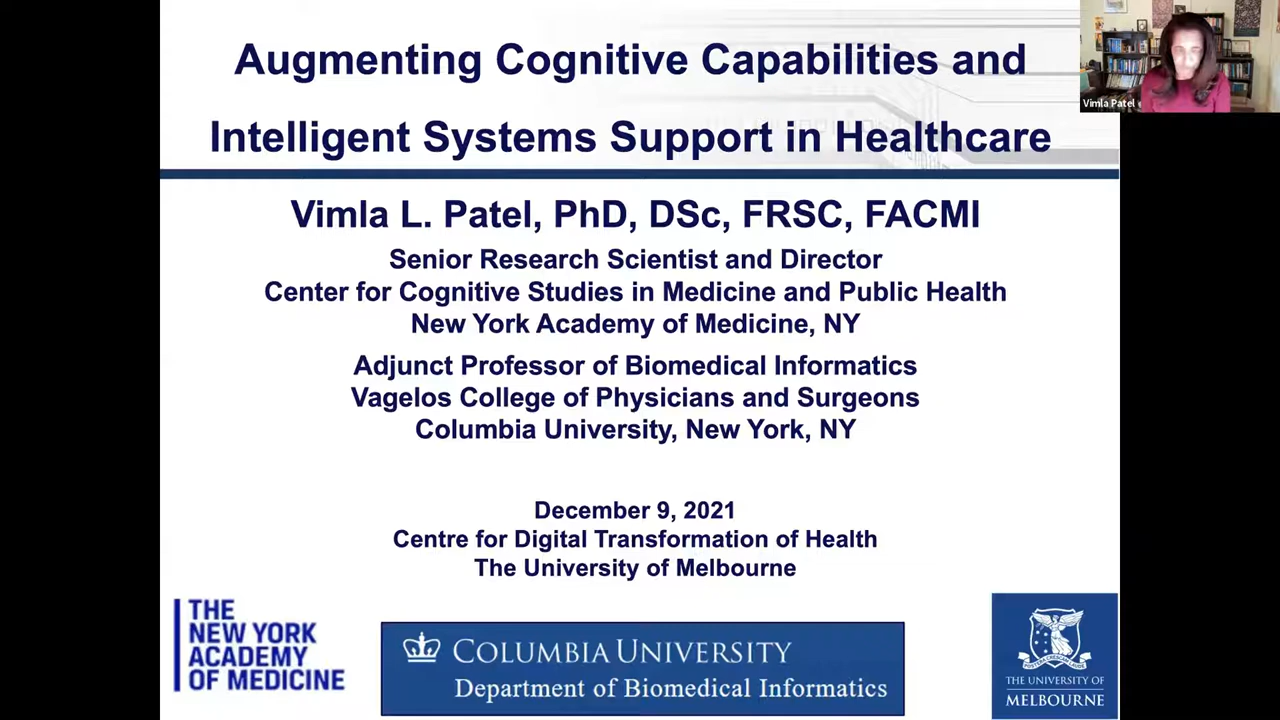 Augmenting Cognitive Capabilities and
Intelligent Systems Support in Healthcare
Vimla Patel
Vimla L. Patel, PhD, DSc, FRSC, FACMI
Senior Research Scientist and Director
Center for Cognitive Studies in Medicine and Public Health
New York Academy of Medicine, NY
Adjunct Professor of Biomedical Informatics
Vagelos College of Physicians and Surgeons
Columbia University, New York, NY
December 9, 2021
Centre for Digital Transformation of Health
The University of Melbourne
THE
NEW YORK
ACADEMY
OF MEDICINE
COLUMBIA UNIVERSITY
Department of Biomedical Informatics
THE UNIVERSITY OF
MELBOURNE